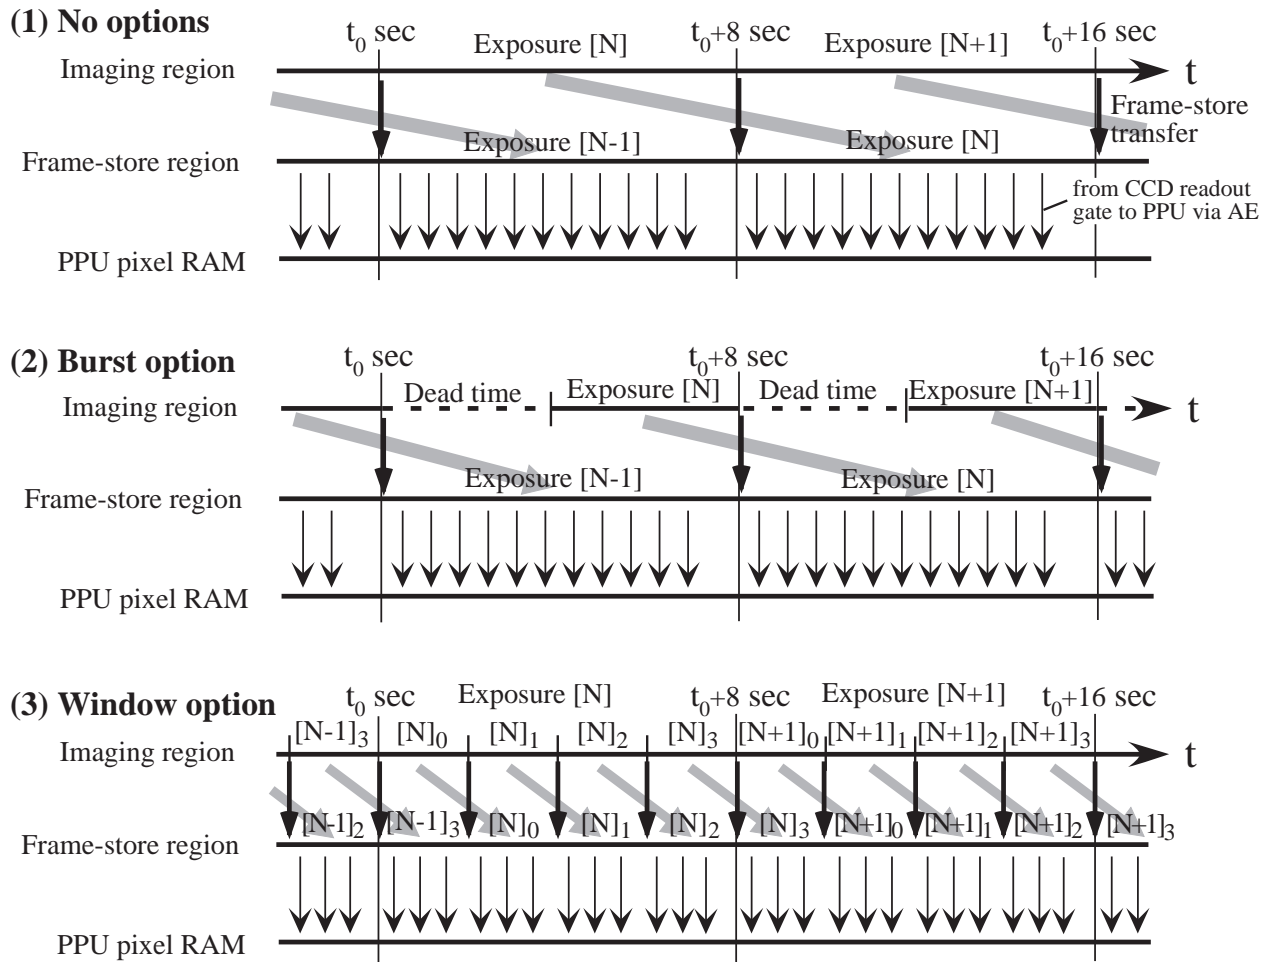 (1) No options
t0 sec
Exposure [N]
t0+8 sec
Exposure [N+1]
t0+16 sec
Imaging region
t
Frame-store
transfer
Exposure [N-1]
Exposure [N]
Frame-store region
from CCD readout
gate to PPU via AE
PPU pixel RAM
(2) Burst option
t0 sec
t0+8 sec
t0+16 sec
Dead time
Exposure [N]
Dead time
Exposure [N+1]
Imaging region
t
Exposure [N-1]
Exposure [N]
Frame-store region
PPU pixel RAM
(3) Window option
t0 sec
Exposure [N]
t0+8 sec
Exposure [N+1]
t0+16 sec
[N-1]3 [N]0 [N]1 [N]2 [N]3 [N+1]0 [N+1]1 [N+1]2 [N+1]3
Imaging region
t
[N-1]2 [N-1]3 [N]0 [N]1 [N]2 [N]3 [N+1]0 [N+1]1 [N+1]2 [N+1]3
Frame-store region
PPU pixel RAM